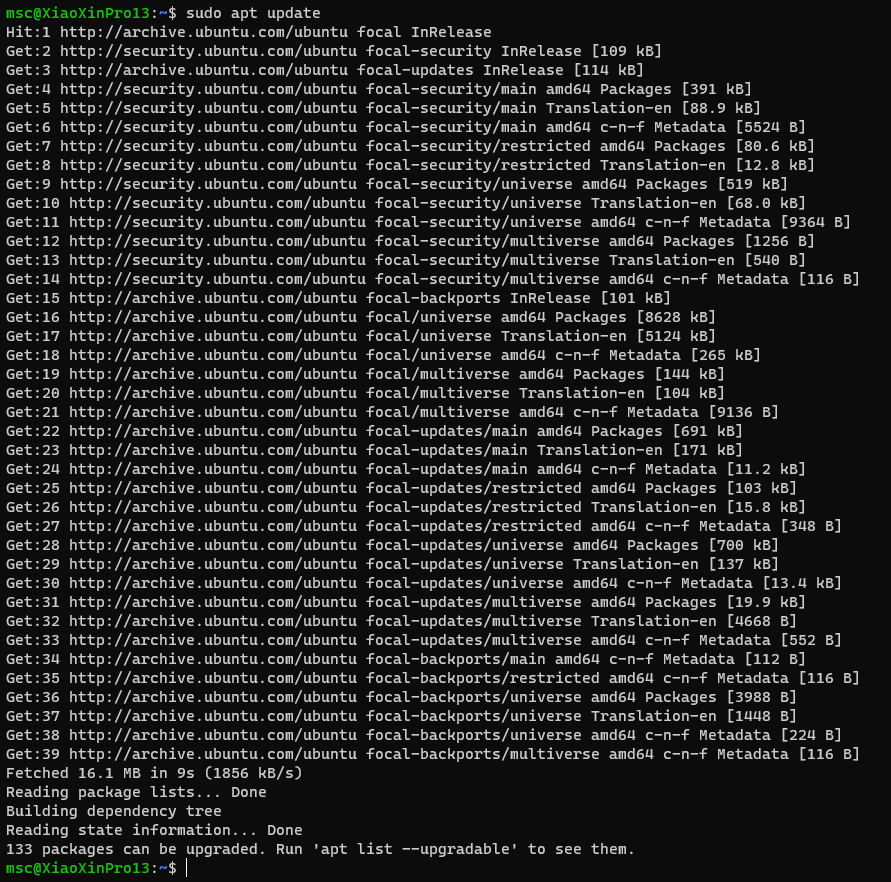 msc@XiaoXinPro13:~$ sudo apt update
Hit:1 http://archive.ubuntu.com/ubuntu focal InRelease
Get:2 http://security.ubuntu.com/ubuntu focal-security InRelease [109 kB]
Get:3 http://archive.ubuntu.com/ubuntu focal-updates InRelease [114 kB]
Get:4 http://security.ubuntu.com/ubuntu focal-security/main amd64 Packages [391 kB]
Get:5 http://security.ubuntu.com/ubuntu focal-security/main Translation-en [88.9 kB]
Get:6 http://security.ubuntu.com/ubuntu focal-security/main amd64 c-n-f Metadata [5524 B]
Get:7 http://security.ubuntu.com/ubuntu focal-security/restricted amd64 Packages [80.6 kB]
Get:8 http://security.ubuntu.com/ubuntu focal-security/restricted Translation-en [12.8 kB]
Get:9 http://security.ubuntu.com/ubuntu focal-security/universe amd64 Packages [519 kB]
Get:10 http://security.ubuntu.com/ubuntu focal-security/universe Translation-en [68.0 kB]
Get:11 http://security.ubuntu.com/ubuntu focal-security/universe amd64 c-n-f Metadata [9364 B]
Get:12 http://security.ubuntu.com/ubuntu focal-security/multiverse amd64 Packages [1256 B]
Get:13 http://security.ubuntu.com/ubuntu focal-security/multiverse Translation-en [540 B]
Get:14 http://security.ubuntu.com/ubuntu focal-security/multiverse amd64 c-n-f Metadata [116 B]
Get:15 http://archive.ubuntu.com/ubuntu focal-backports InRelease [101 kB]
Get:16 http://archive.ubuntu.com/ubuntu focal/universe amd64 Packages [8628 kB]
Get:17 http://archive.ubuntu.com/ubuntu focal/universe Translation-en [5124 kB]
Get:18 http://archive.ubuntu.com/ubuntu focal/universe amd64 c-n-f Metadata [265 kB]
Get:19 http://archive.ubuntu.com/ubuntu focal/multiverse amd64 Packages [144 kB]
Get:20 http://archive.ubuntu.com/ubuntu focal/multiverse Translation-en [104 kB]
Get:21 http://archive.ubuntu.com/ubuntu focal/multiverse amd64 c-n-f Metadata [9136 B]
Get:22 http://archive.ubuntu.com/ubuntu focal-updates/main amd64 Packages [691 kB]
Get:23 http://archive.ubuntu.com/ubuntu focal-updates/main Translation-en [171 kB]
Get:24 http://archive.ubuntu.com/ubuntu focal-updates/main amd64 c-n-f Metadata [11.2 kB]
Get:25 http://archive.ubuntu.com/ubuntu focal-updates/restricted amd64 Packages [103 kB]
Get:26 http://archive.ubuntu.com/ubuntu focal-updates/restricted Translation-en [15.8 kB]
Get:27 http://archive.ubuntu.com/ubuntu focal-updates/restricted amd64 c-n-f Metadata [348 B]
Get:28 http://archive.ubuntu.com/ubuntu focal-updates/universe amd64 Packages [700 kB]
Get:29 http://archive.ubuntu.com/ubuntu focal-updates/universe Translation-en [137 kB]
Get:30 http://archive.ubuntu.com/ubuntu focal-updates/universe amd64 c-n-f Metadata [13.4 kB]
Get:31 http://archive.ubuntu.com/ubuntu focal-updates/multiverse amd64 Packages [19.9 kB]
Get:32 http://archive.ubuntu.com/ubuntu focal-updates/multiverse Translation-en [4668 B]
Get:33 http://archive.ubuntu.com/ubuntu focal-updates/multiverse amd64 c-n-f Metadata [552 B]
Get:34 http://archive.ubuntu.com/ubuntu focal-backports/main amd64 c-n-f Metadata [112 B]
Get:35 http://archive.ubuntu.com/ubuntu focal-backports/restricted amd64 c-n-f Metadata [116 B]
Get:36 http://archive.ubuntu.com/ubuntu focal-backports/universe amd64 Packages [3988 B]
Get:37 http://archive.ubuntu.com/ubuntu focal-backports/universe Translation-en [1448 B]
Get:38 http://archive.ubuntu.com/ubuntu focal-backports/universe amd64 c-n-f Metadata [224 B]
Get:39 http://archive.ubuntu.com/ubuntu focal-backports/multiverse amd64 c-n-f Metadata [116 B]
Fetched 16.1 MB in 9s (1856 kB/s)
Reading package lists... Done
Building dependency tree
Reading state information... Done
133 packages can be upgraded. Run 'apt list --upgradable' to see them.
msc@XiaoXinPro13:~$